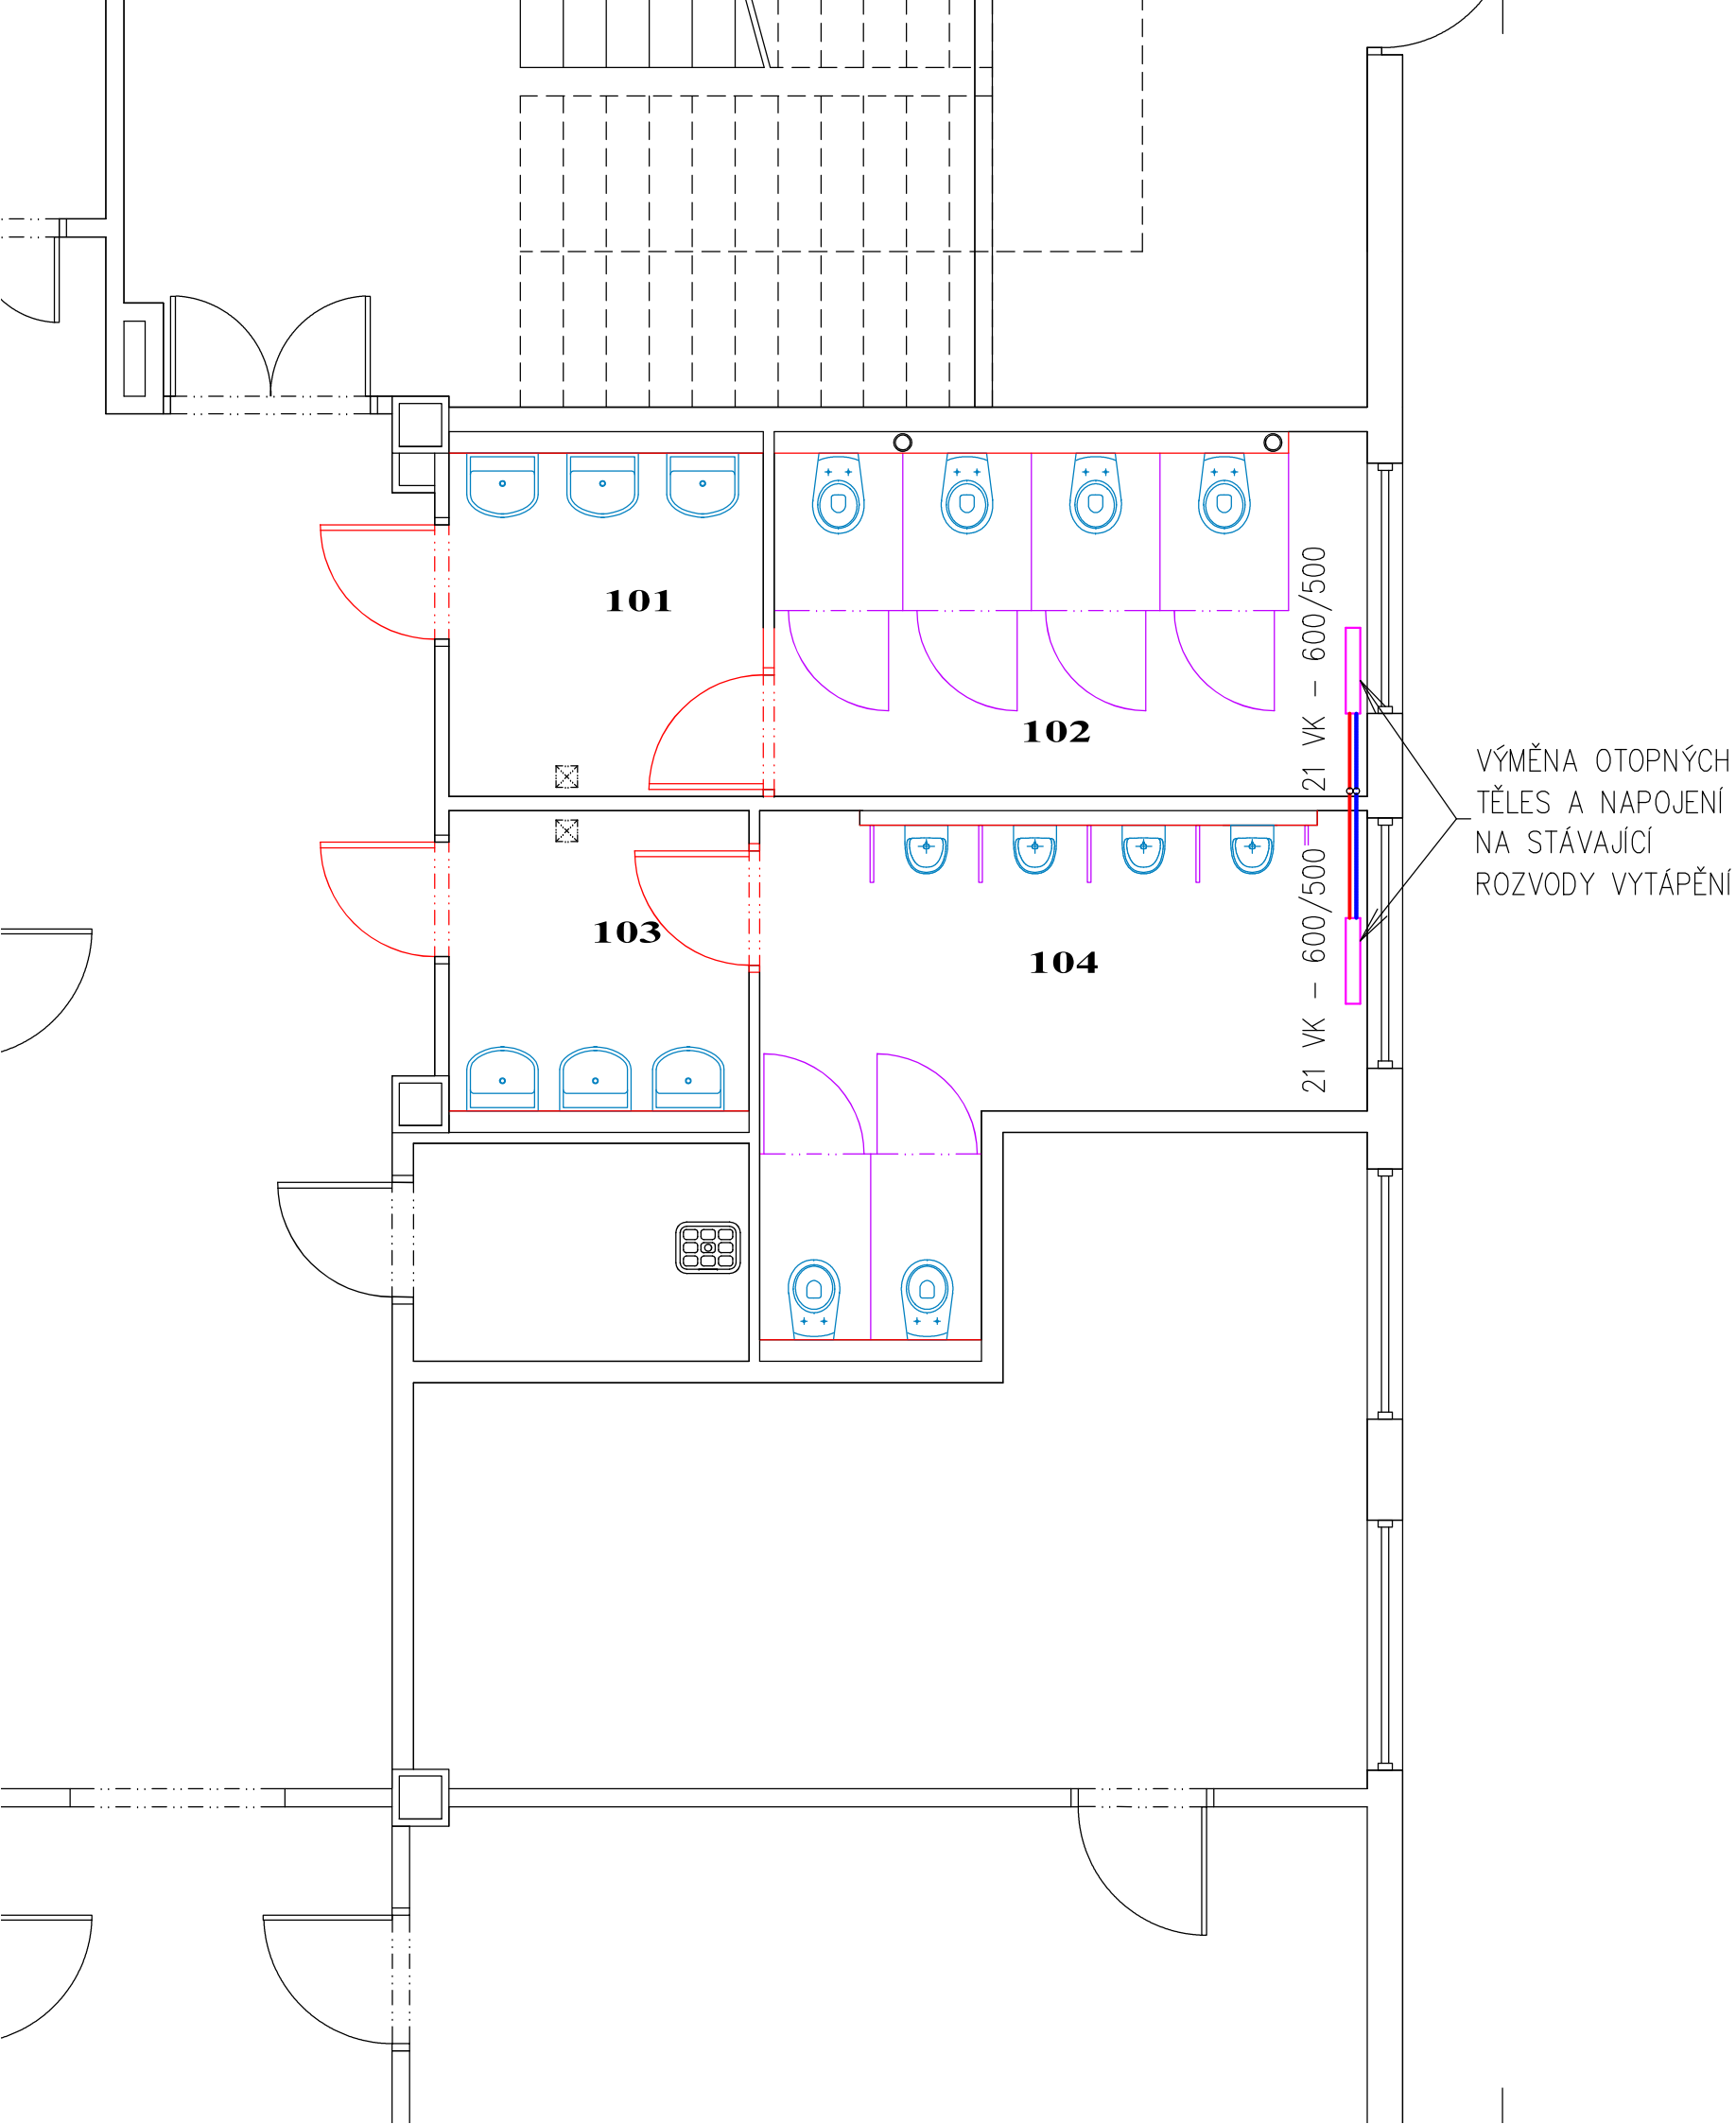 101
102
21 VK - 600/500
VÝMĚNA OTOPNÝCH
TĚLES A NAPOJENÍ
NA STÁVAJÍCÍ
ROZVODY VYTÁPĚNÍ
103
104
21 VK - 600/500